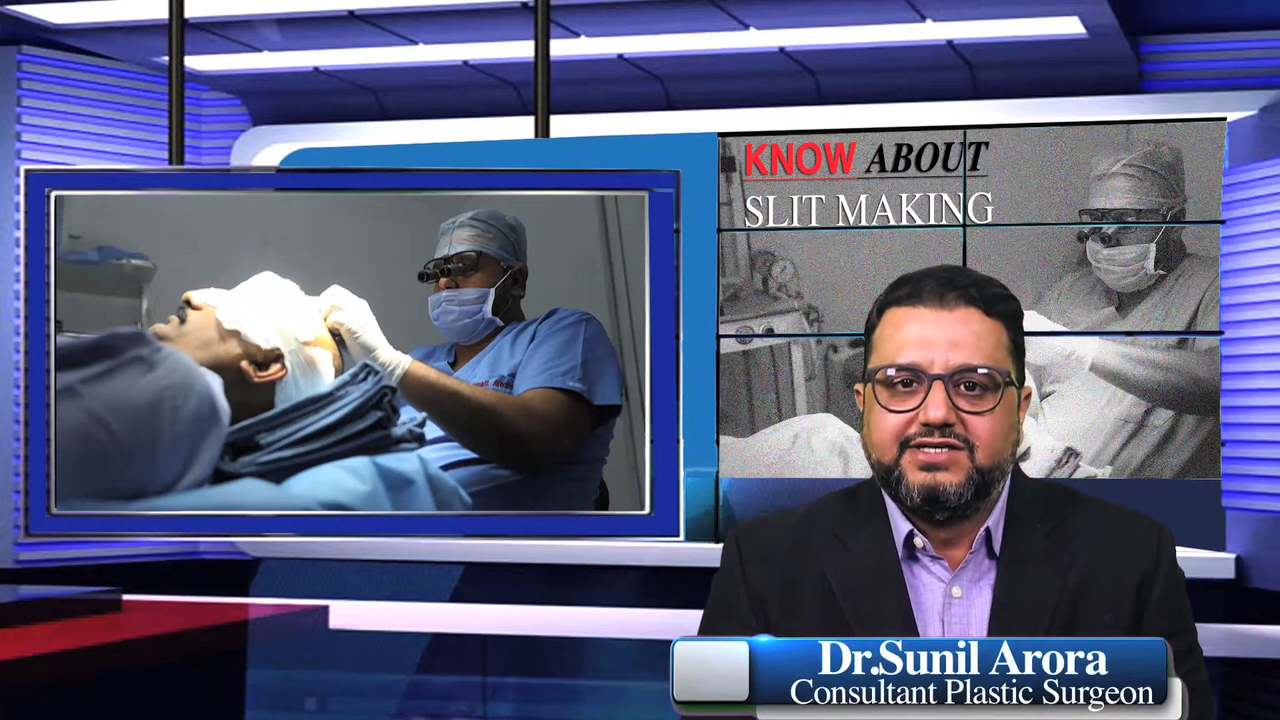 KNOW ABOUT
SLIT MAKING
Dr.Sunil Arora
Consultant Plastic Surgeon